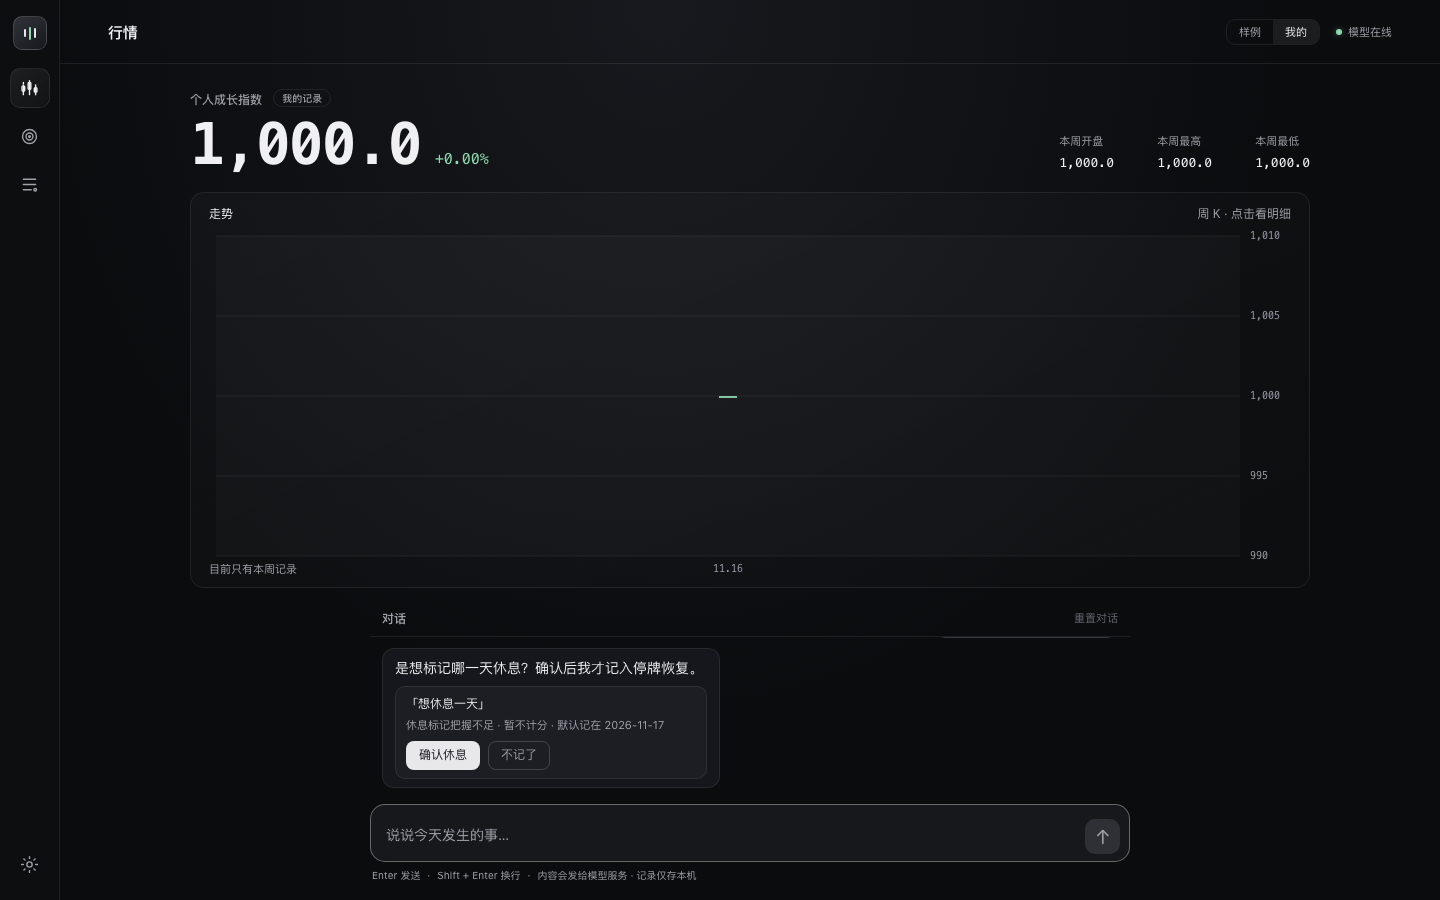 行情
样例
我的
模型在线
个人成长指数
我的记录
1,000.0
+0.00%
本周开盘
1,000.0
本周最高
1,000.0
本周最低
1,000.0
走势
周 K · 点击看明细
1,010
1,005
1,000
995
990
目前只有本周记录
11.16
对话
重置对话
是想标记哪一天休息？确认后我才记入停牌恢复。
「想休息一天」
休息标记把握不足 · 暂不计分 · 默认记在 2026-11-17
确认休息
不记了
说说今天发生的事…
Enter 发送 · Shift + Enter 换行 · 内容会发给模型服务 · 记录仅存本机